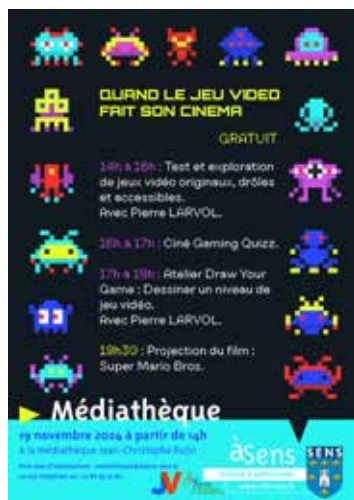 QUAND LE JEU VIDEO
FAIT SON CINEMA
GRATUIT
14h à 16h : Test et exploration
de jeux vidéo originaux, drôles
et accessibles.
Avec Pierre LARVOL.
16h à 17h : Ciné Gaming Quizz.
17h à 19h : Atelier Draw Your
Game : Dessiner un niveau de
jeu vidéo.
Avec Pierre LARVOL.
19h30 : Projection du film :
Super Mario Bros.
Médiathèque
19 novembre 2024 à partir de 14h
à la médiathèque Jean-Christophe Rufin
àSens
SENS
JV